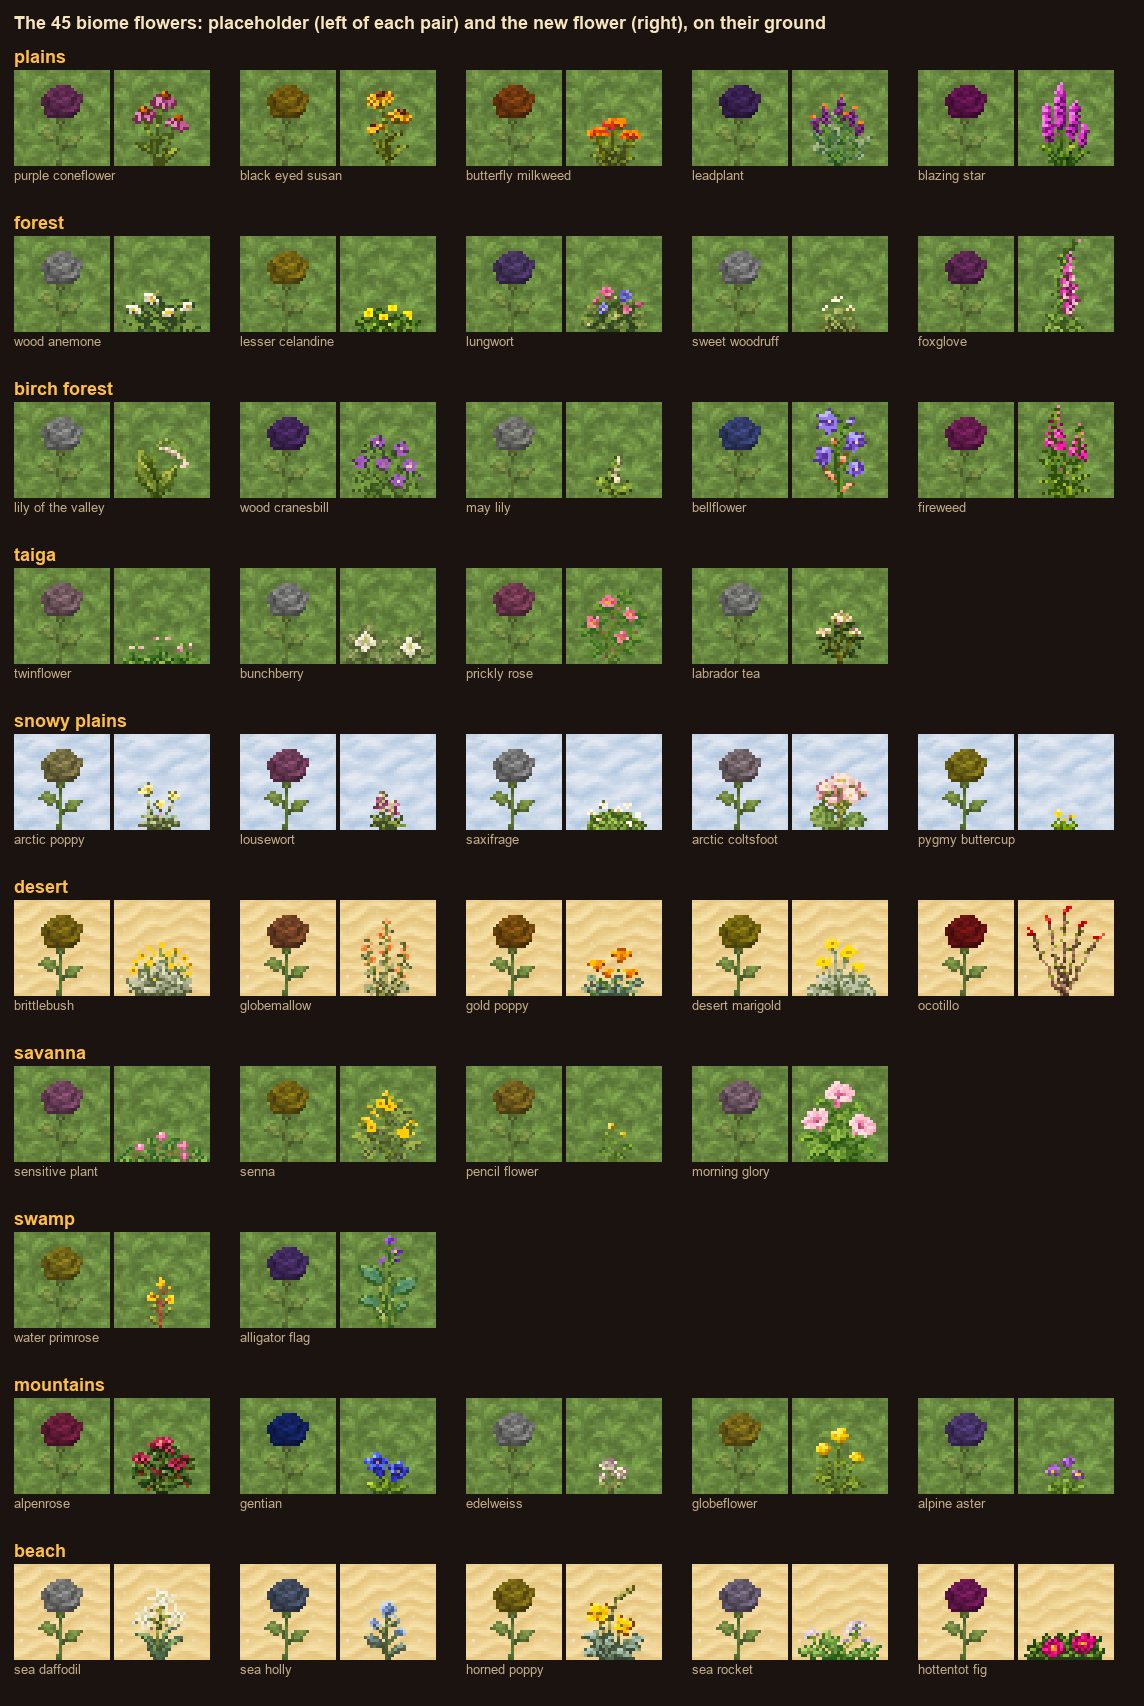 The 45 biome flowers: placeholder (left of each pair) and the new flower (right), on their ground
plains
purple coneflower
black eyed susan
butterfly milkweed
leadplant
blazing star
forest
wood anemone
lesser celandine
lungwort
sweet woodruff
foxglove
birch forest
lily of the valley
wood cranesbill
may lily
bellflower
fireweed
taiga
twinflower
bunchberry
prickly rose
labrador tea
snowy plains
arctic poppy
lousewort
saxifrage
arctic coltsfoot
pygmy buttercup
desert
brittlebush
globemallow
gold poppy
desert marigold
ocotillo
savanna
sensitive plant
senna
pencil flower
morning glory
swamp
water primrose
alligator flag
mountains
alpenrose
gentian
edelweiss
globeflower
alpine aster
beach
sea daffodil
sea holly
horned poppy
sea rocket
hottentot fig